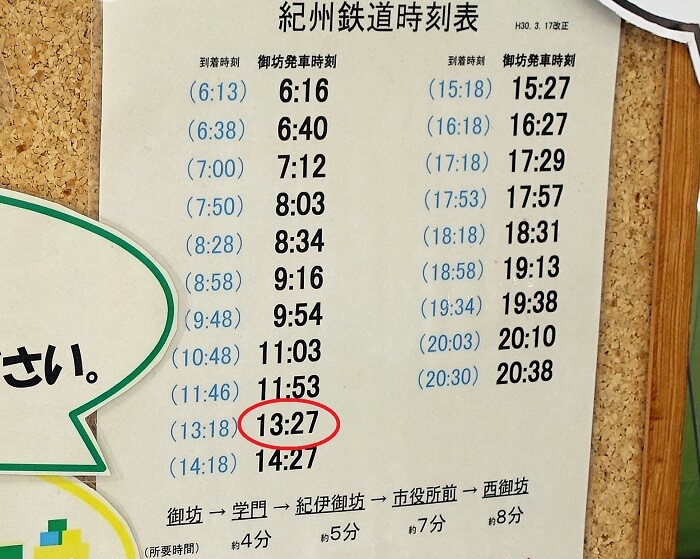 紀州鉄道時刻表
H30. 3. 17改正
到着時刻 御坊発車時刻
(6:13) 6:16
(6:38) 6:40
(7:00) 7:12
(7:50) 8:03
(8:28) 8:34
(8:58) 9:16
(9:48) 9:54
(10:48) 11:03
(11:46) 11:53
(13:18) 13:27
(14:18) 14:27
到着時刻 御坊発車時刻
(15:18) 15:27
(16:18) 16:27
(17:18) 17:29
(17:53) 17:57
(18:18) 18:31
(18:58) 19:13
(19:34) 19:38
(20:03) 20:10
(20:30) 20:38
御坊 → 学門 → 紀伊御坊 → 市役所前 → 西御坊
(所要時間) 約4分 約5分 約7分 約8分
さい。